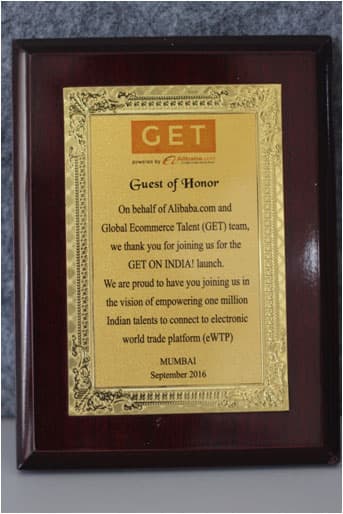 GET
powered by Alibaba.com
Guest of Honor
On behalf of Alibaba.com and
Global Ecommerce Talent (GET) team,
we thank you for joining us for the
GET ON INDIA! launch.
We are proud to have you joining us in
the vision of empowering one million
Indian talents to connect to electronic
world trade platform (eWTP)
MUMBAI
September 2016